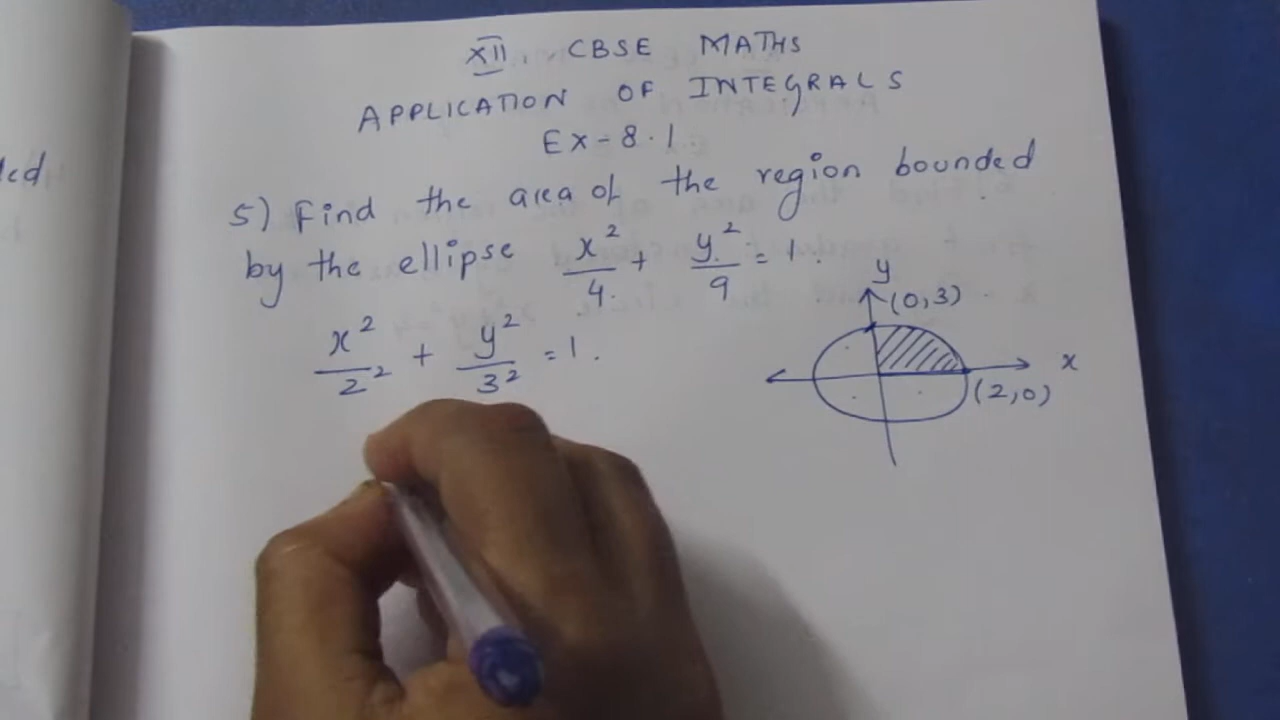 XII CBSE MATHS
APPLICATION OF INTEGRALS
EX-8.1
5) Find the area of the region bounded
by the ellipse x²/4 + y²/9 = 1.
x²/2² + y²/3² = 1.
y
(0,3)
x
(2,0)